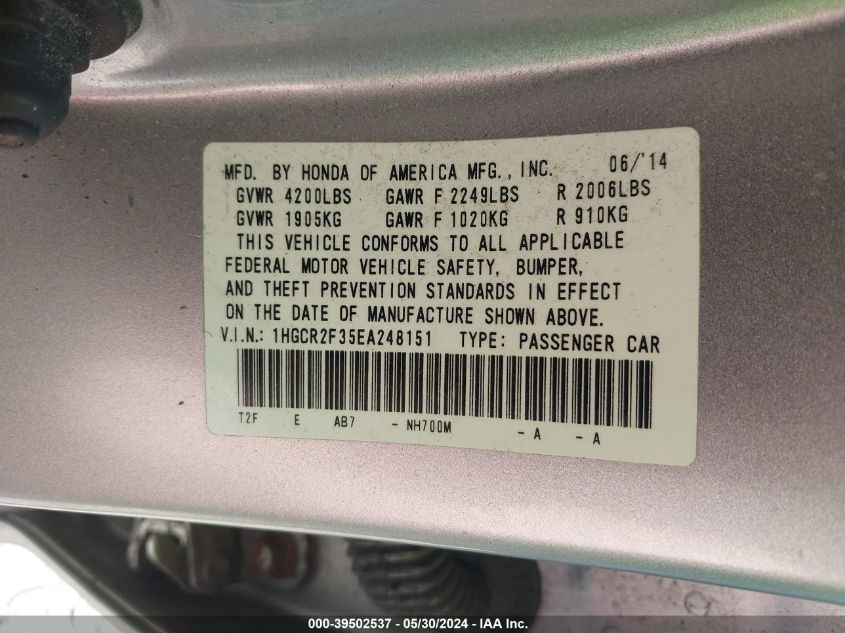 MFD. BY HONDA OF AMERICA MFG., INC. 06/'14
GVWR 4200LBS GAWR F 2249LBS R 2006LBS
GVWR 1905KG GAWR F 1020KG R 910KG
THIS VEHICLE CONFORMS TO ALL APPLICABLE
FEDERAL MOTOR VEHICLE SAFETY, BUMPER,
AND THEFT PREVENTION STANDARDS IN EFFECT
ON THE DATE OF MANUFACTURE SHOWN ABOVE.
V.I.N.: 1HGCR2F35EA248151 TYPE: PASSENGER CAR
T2F E AB7 - NH700M - A - A
000-39502537 - 05/30/2024 - IAA Inc.